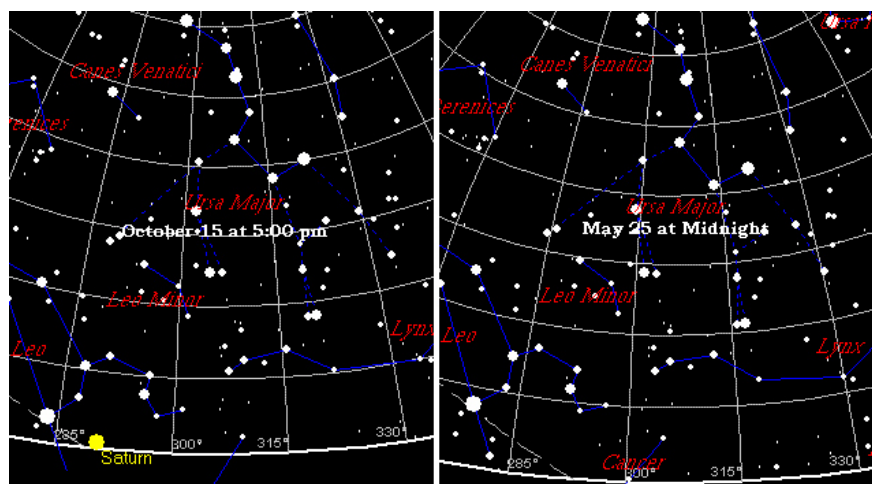 Canes Venatici
erenices
Ursa Major
October 15 at 5:00 pm
Leo Minor
Lynx
Leo
285°
300°
315°
330°
Saturn
Ursa
Canes Venatici
erenices
Ursa Major
May 25 at Midnight
Leo Minor
Leo
Lynx
285°
300°
315°
330°
Cancer